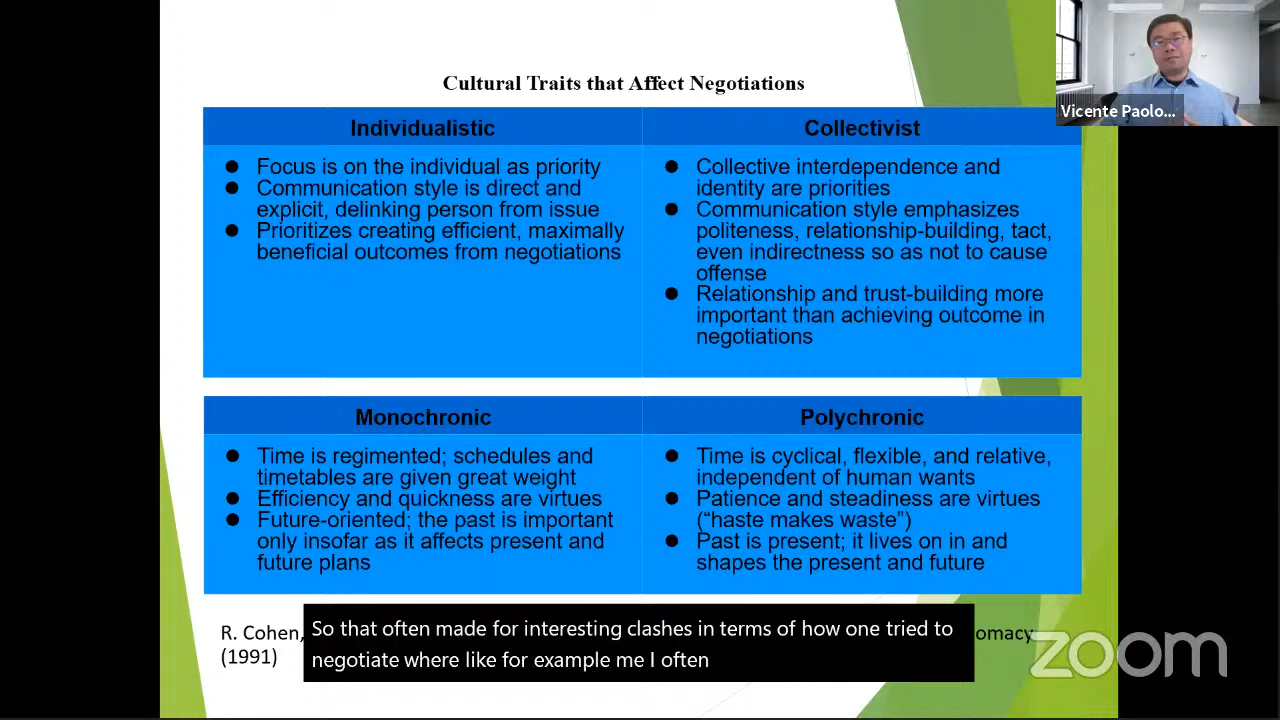 Vicente Paolo...
Cultural Traits that Affect Negotiations
Individualistic
● Focus is on the individual as priority
● Communication style is direct and
explicit, delinking person from issue
● Prioritizes creating efficient, maximally
beneficial outcomes from negotiations
Collectivist
● Collective interdependence and
identity are priorities
● Communication style emphasizes
politeness, relationship-building, tact,
even indirectness so as not to cause
offense
● Relationship and trust-building more
important than achieving outcome in
negotiations
Monochronic
● Time is regimented; schedules and
timetables are given great weight
● Efficiency and quickness are virtues
● Future-oriented; the past is important
only insofar as it affects present and
future plans
Polychronic
● Time is cyclical, flexible, and relative,
independent of human wants
● Patience and steadiness are virtues
(“haste makes waste”)
● Past is present; it lives on in and
shapes the present and future
R. Cohen,
(1991)
So that often made for interesting clashes in terms of how one tried to
negotiate where like for example me I often
zoom